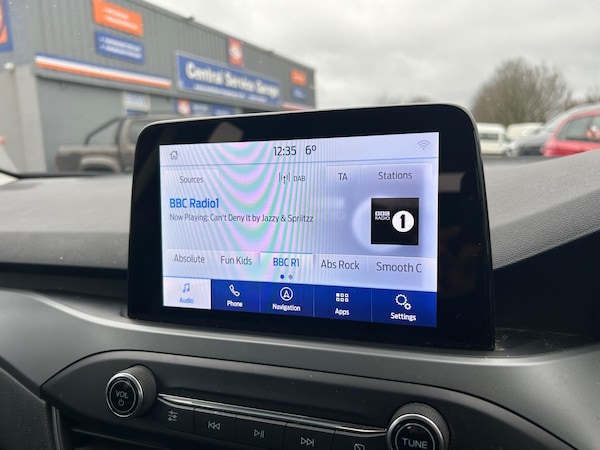 Central Service Garage
12:35 6°
Sources DAB TA Stations
BBC Radio1
Now Playing: Can't Deny It by Jazzy & Spriitzz
BBC
RADIO 1
Absolute Fun Kids BBC R1 Abs Rock Smooth C
Audio Phone Navigation Apps Settings
VOL
TUNE